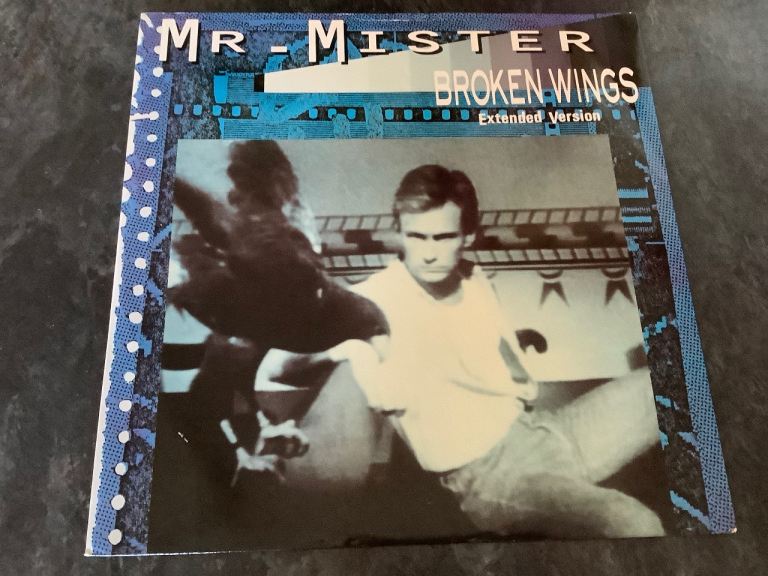 MR-MISTER
BROKEN WINGS
Extended Version